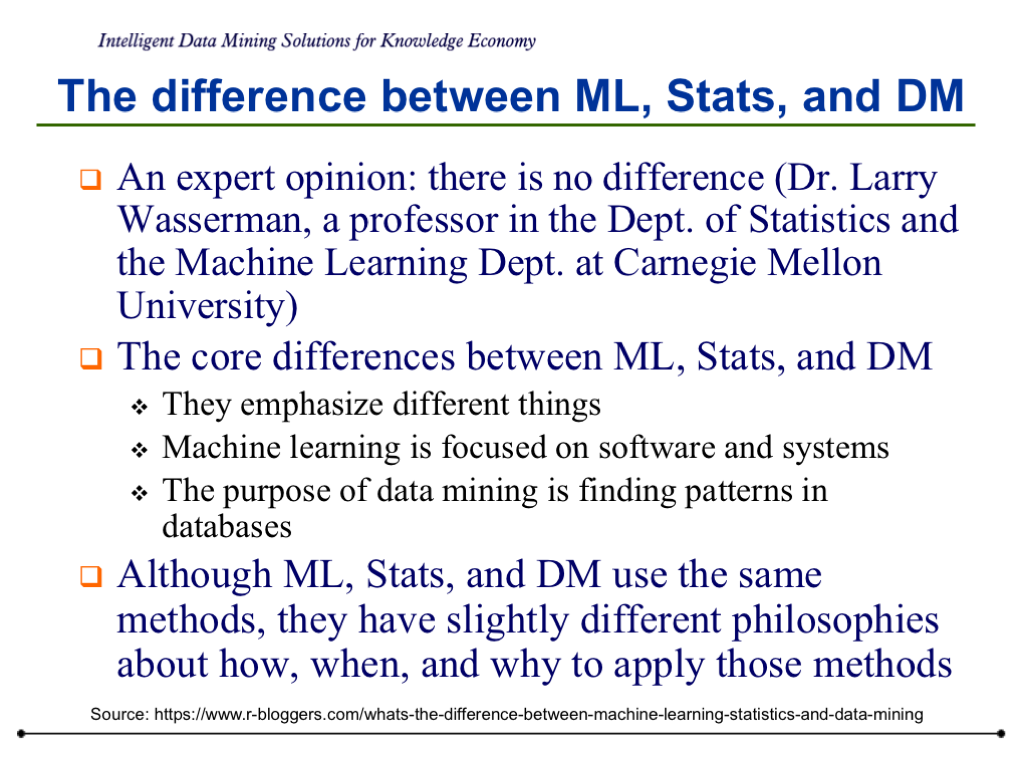 Intelligent Data Mining Solutions for Knowledge Economy
The difference between ML, Stats, and DM
An expert opinion: there is no difference (Dr. Larry
Wasserman, a professor in the Dept. of Statistics and
the Machine Learning Dept. at Carnegie Mellon
University)
The core differences between ML, Stats, and DM
They emphasize different things
Machine learning is focused on software and systems
The purpose of data mining is finding patterns in
databases
Although ML, Stats, and DM use the same
methods, they have slightly different philosophies
about how, when, and why to apply those methods
Source: https://www.r-bloggers.com/whats-the-difference-between-machine-learning-statistics-and-data-mining